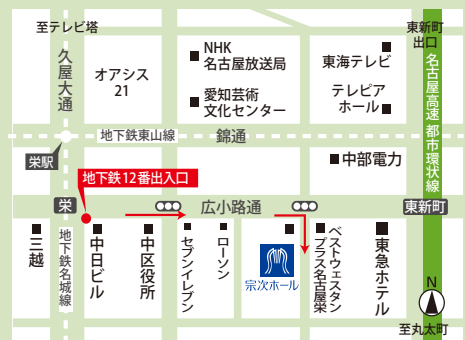 至テレビ塔
久屋大通
オアシス
21
NHK
名古屋放送局
愛知芸術
文化センター
東海テレビ
テレピア
ホール
東新町
出口
名古屋高速 都市環状線
地下鉄東山線
錦通
栄駅
中部電力
地下鉄12番出入口
栄
広小路通
東新町
三越
地下鉄名城線
中日ビル
中区役所
セブンイレブン
ローソン
宗次ホール
ベストウェスタン
プラス名古屋栄
東急ホテル
N
至丸太町